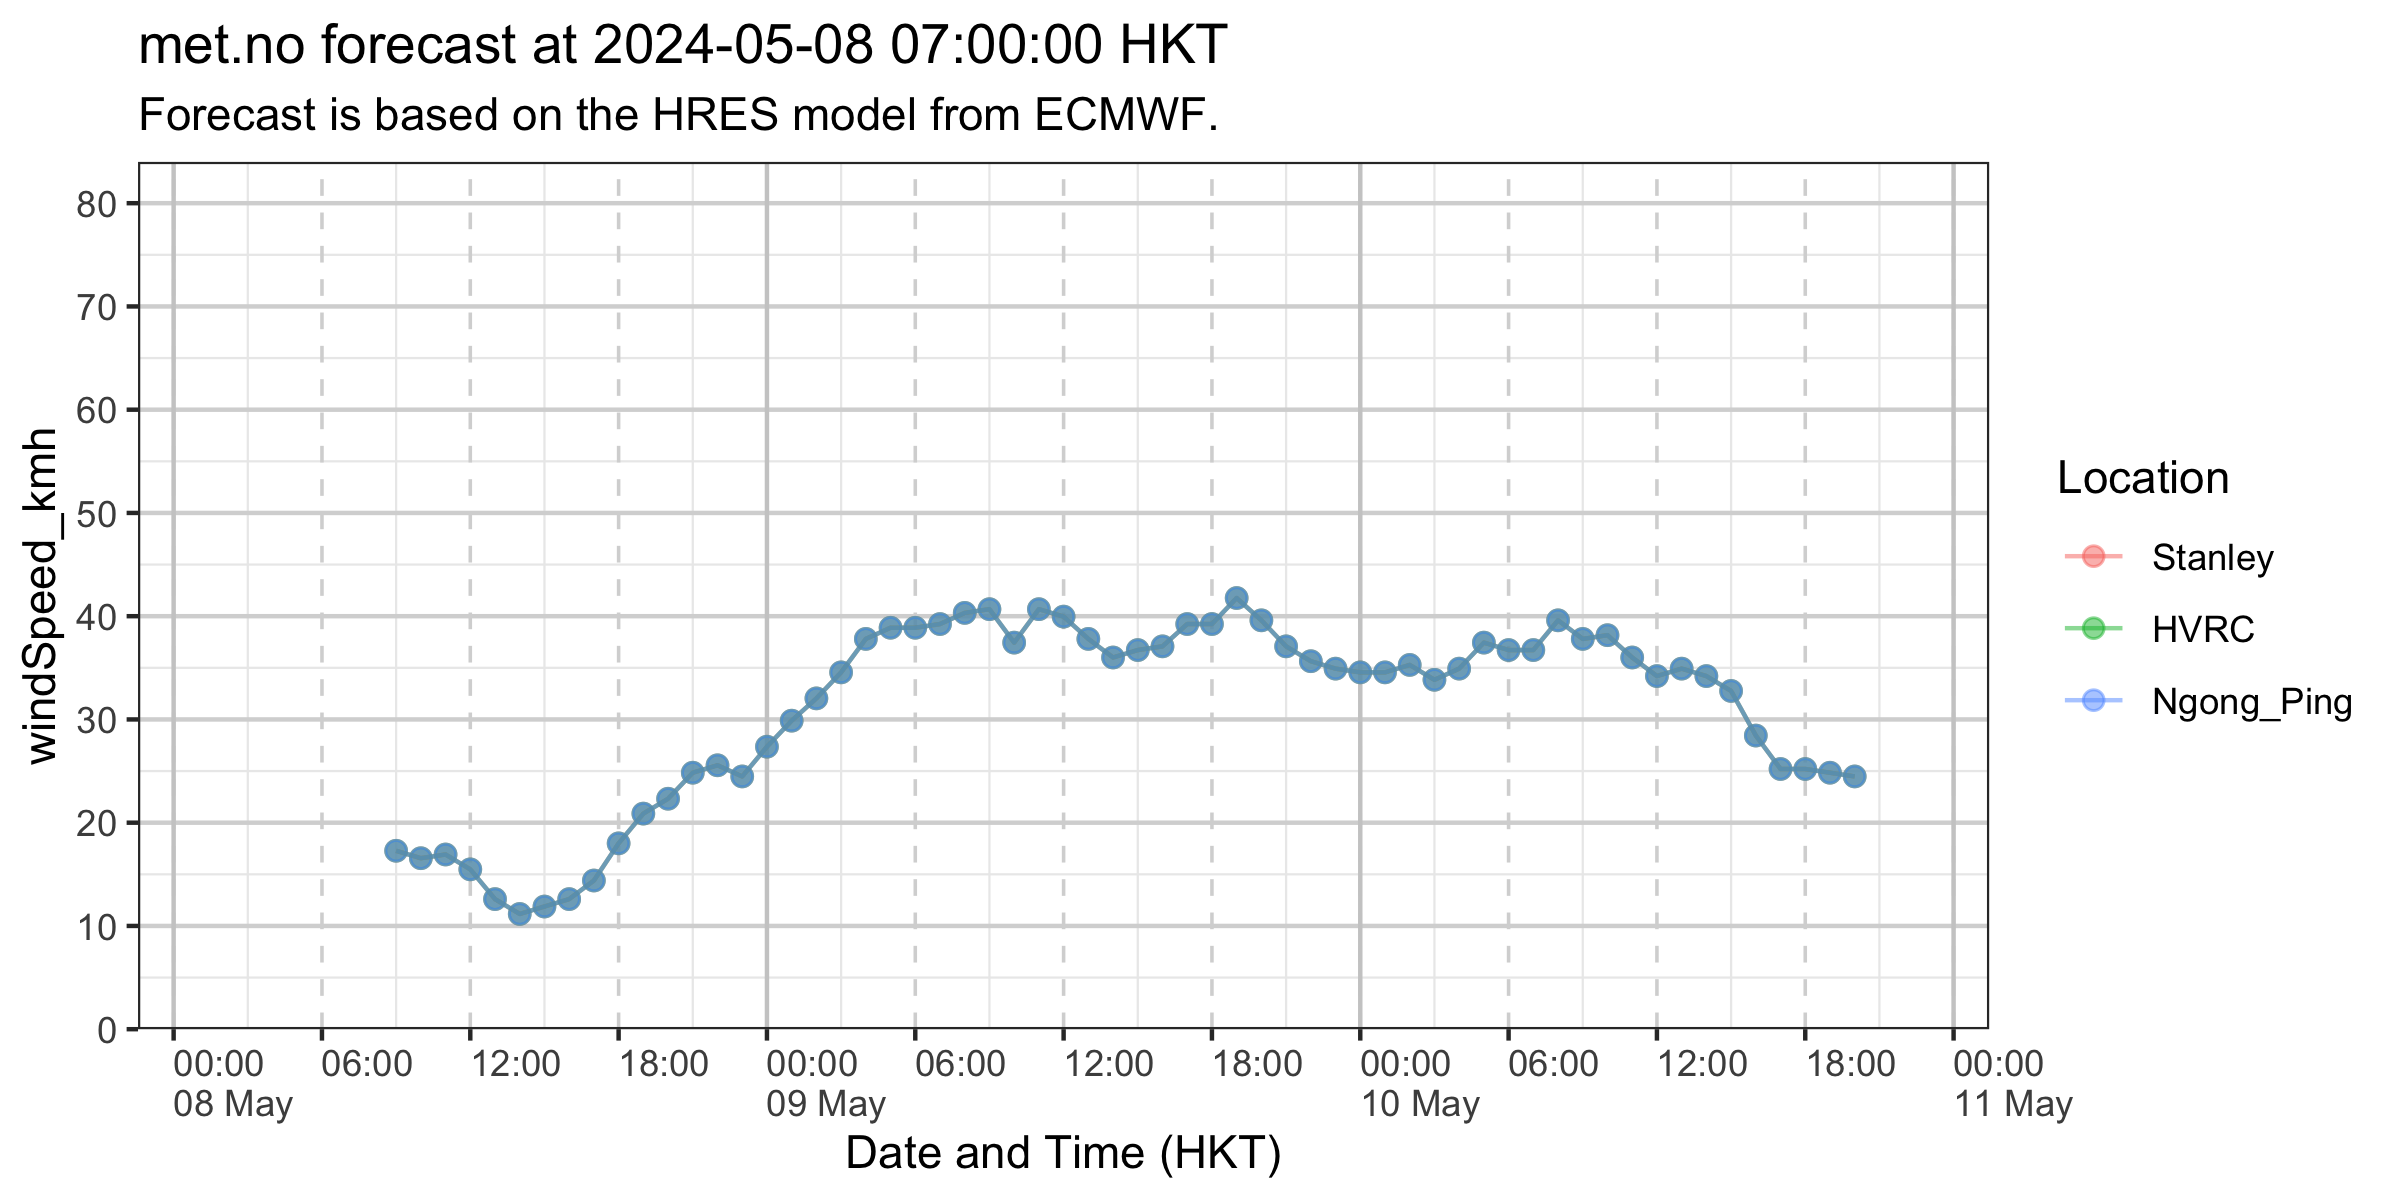 met.no forecast at 2024-05-08 07:00:00 HKT
Forecast is based on the HRES model from ECMWF.
windSpeed_kmh
80
70
60
50
40
30
20
10
0
00:00 06:00 12:00 18:00 00:00 06:00 12:00 18:00 00:00 06:00 12:00 18:00 00:00
08 May 09 May 10 May 11 May
Date and Time (HKT)
Location
Stanley
HVRC
Ngong_Ping